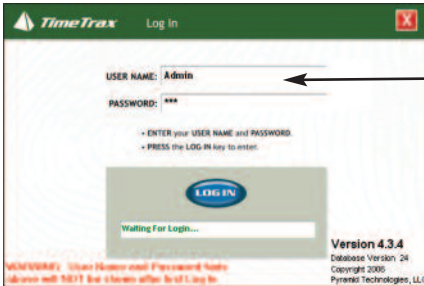 TimeTrax Log In X
USER NAME: Admin
PASSWORD: ***
• ENTER your USER NAME and PASSWORD.
• PRESS the LOG IN key to enter.
LOG IN
Waiting For Login...
Version 4.3.4
Database Version 24
Copyright 2006
Pyramid Technologies, LLC
WARNING: User Name and Password hints
above will NOT be shown after first Log In